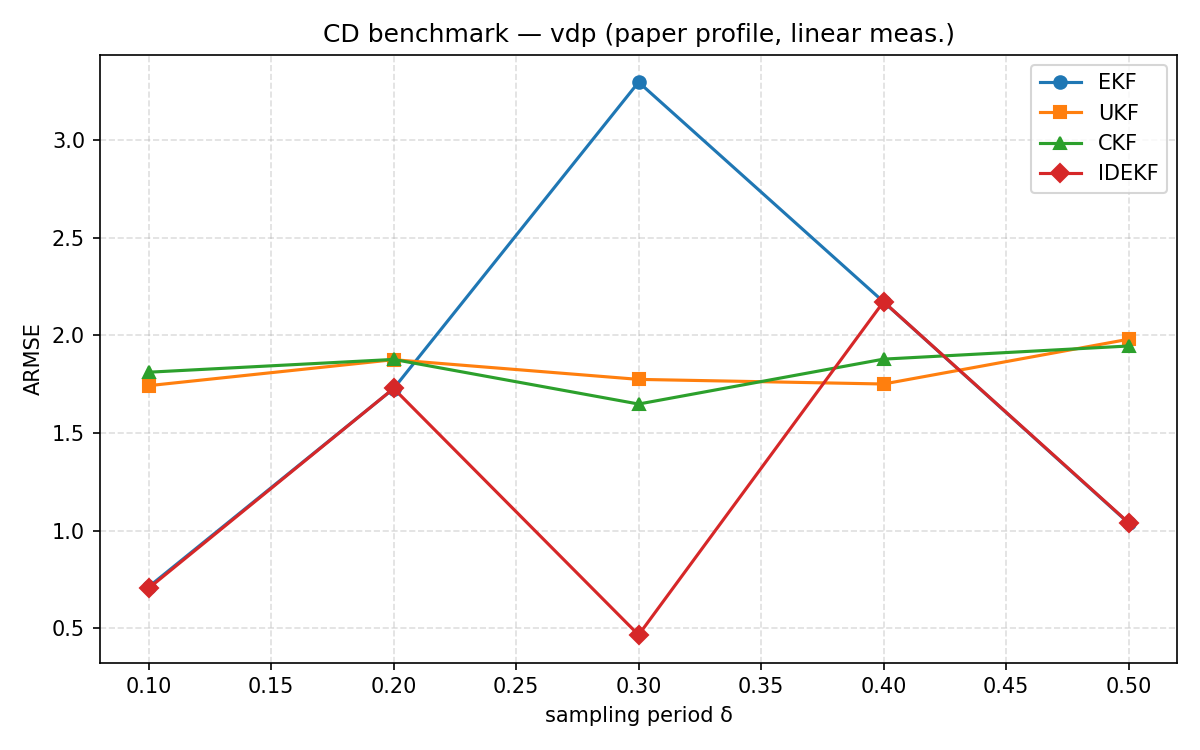 CD benchmark — vdp (paper profile, linear meas.)
EKF
UKF
CKF
IDEKF
ARMSE
3.0
2.5
2.0
1.5
1.0
0.5
0.10 0.15 0.20 0.25 0.30 0.35 0.40 0.45 0.50
sampling period δ